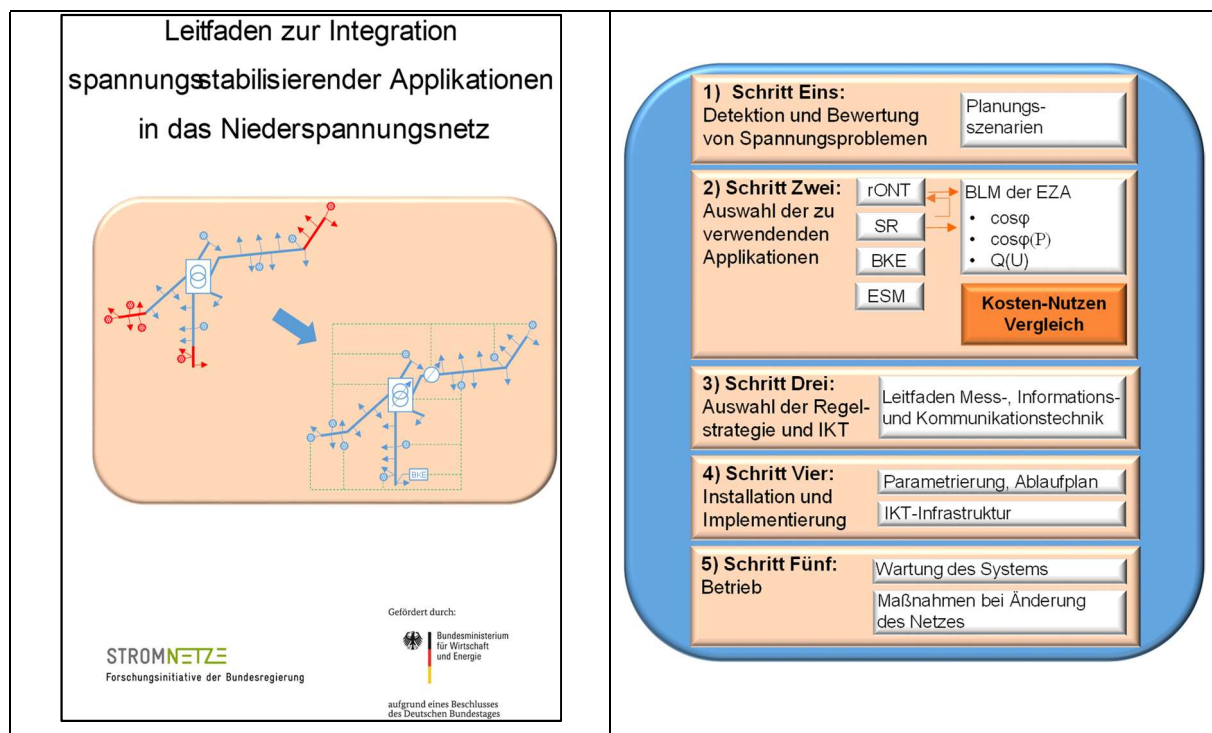 Leitfaden zur Integration
spannungsstabilisierender Applikationen
in das Niederspannungsnetz
BKE
Gefördert durch:
Bundesministerium
für Wirtschaft
und Energie
STROMNETZE
Forschungsinitiative der Bundesregierung
aufgrund eines Beschlusses
des Deutschen Bundestages
1) Schritt Eins:
Detektion und Bewertung
von Spannungsproblemen
Planungs-
szenarien
2) Schritt Zwei:
Auswahl der zu
verwendenden
Applikationen
rONT
SR
BKE
ESM
BLM der EZA
• cosφ
• cosφ(P)
• Q(U)
Kosten-Nutzen
Vergleich
3) Schritt Drei:
Auswahl der Regel-
strategie und IKT
Leitfaden Mess-, Informations-
und Kommunikationstechnik
4) Schritt Vier:
Installation und
Implementierung
Parametrierung, Ablaufplan
IKT-Infrastruktur
5) Schritt Fünf:
Betrieb
Wartung des Systems
Maßnahmen bei Änderung
des Netzes